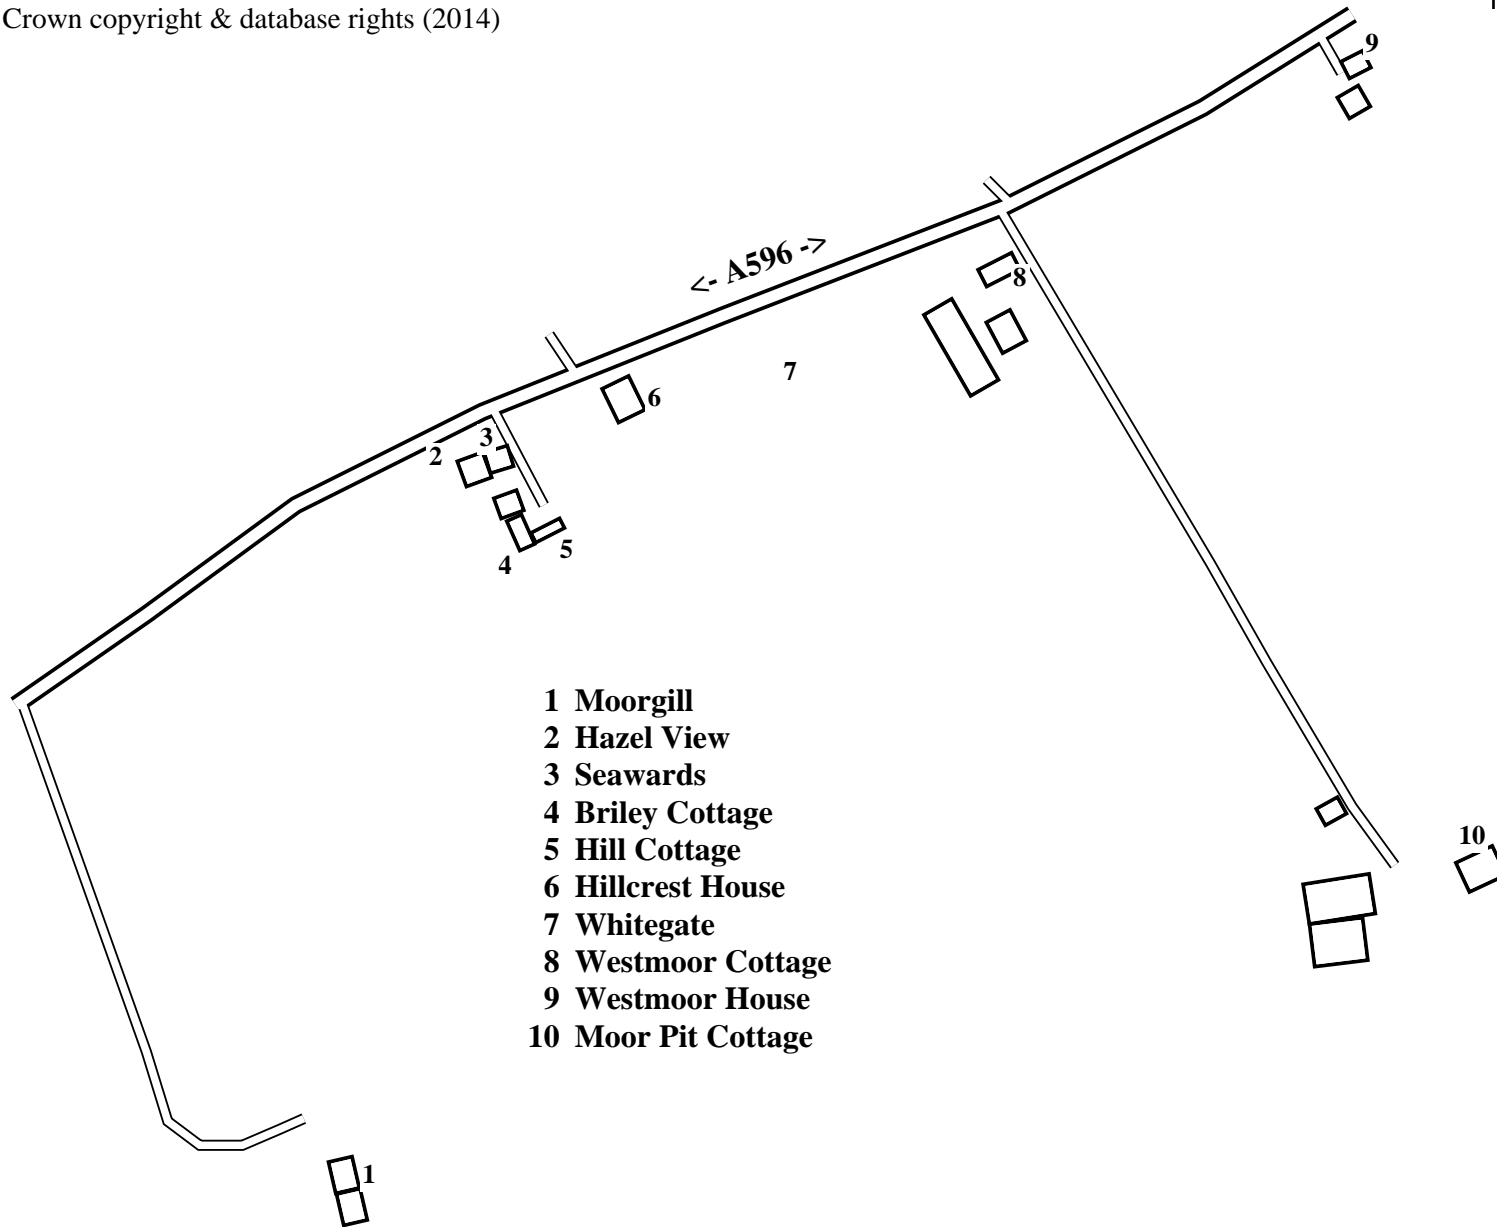 Crown copyright & database rights (2014)
9
<- A596 ->
8
7
6
3
2
5
4
1 Moorgill
2 Hazel View
3 Seawards
4 Briley Cottage
5 Hill Cottage
6 Hillcrest House
7 Whitegate
8 Westmoor Cottage
9 Westmoor House
10 Moor Pit Cottage
10
1